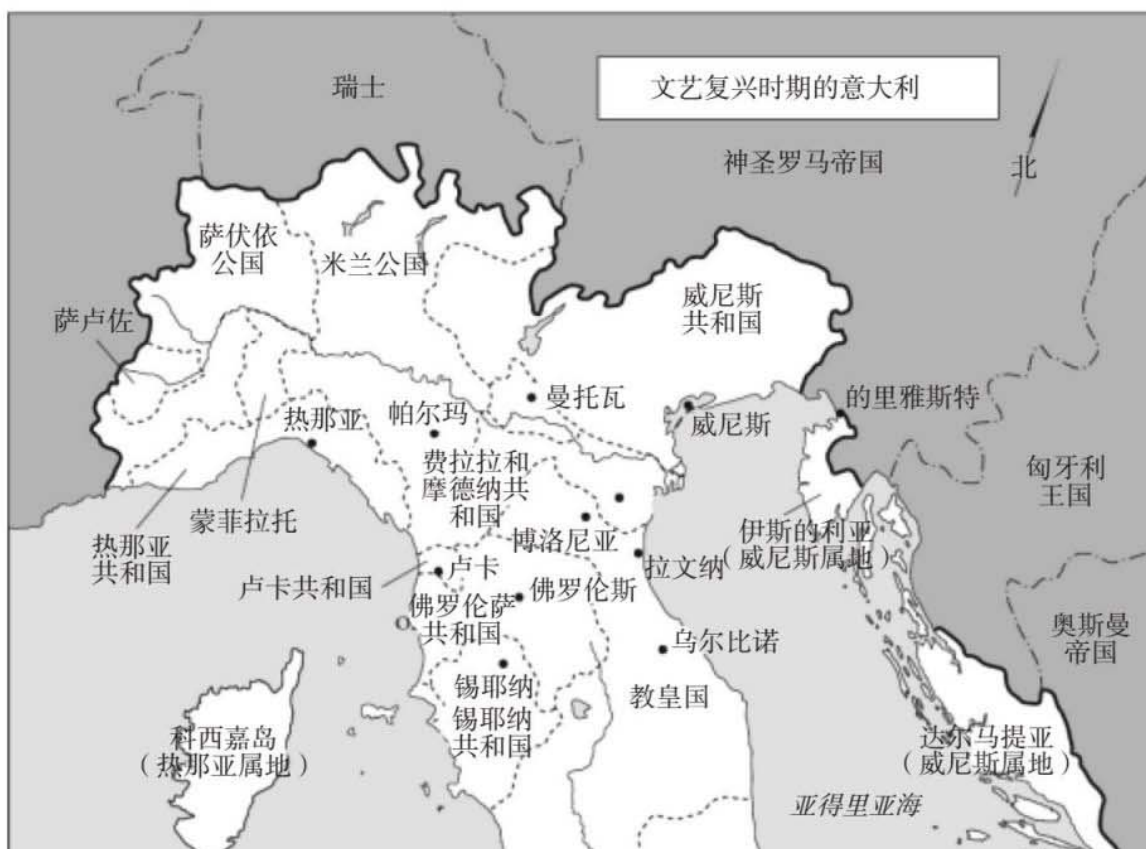 文艺复兴时期的意大利
瑞士
神圣罗马帝国
北
萨伏依
公国
米兰公国
威尼斯
共和国
萨卢佐
曼托瓦
威尼斯
的里雅斯特
热那亚
帕尔玛
费拉拉和
摩德纳共
和国
匈牙利
王国
蒙菲拉托
热那亚
共和国
博洛尼亚
伊斯的利亚
（威尼斯属地）
拉文纳
卢卡共和国
卢卡
佛罗伦萨
共和国
佛罗伦斯
乌尔比诺
奥斯曼
帝国
锡耶纳
锡耶纳
共和国
教皇国
科西嘉岛
（热那亚属地）
达尔马提亚
（威尼斯属地）
亚得里亚海